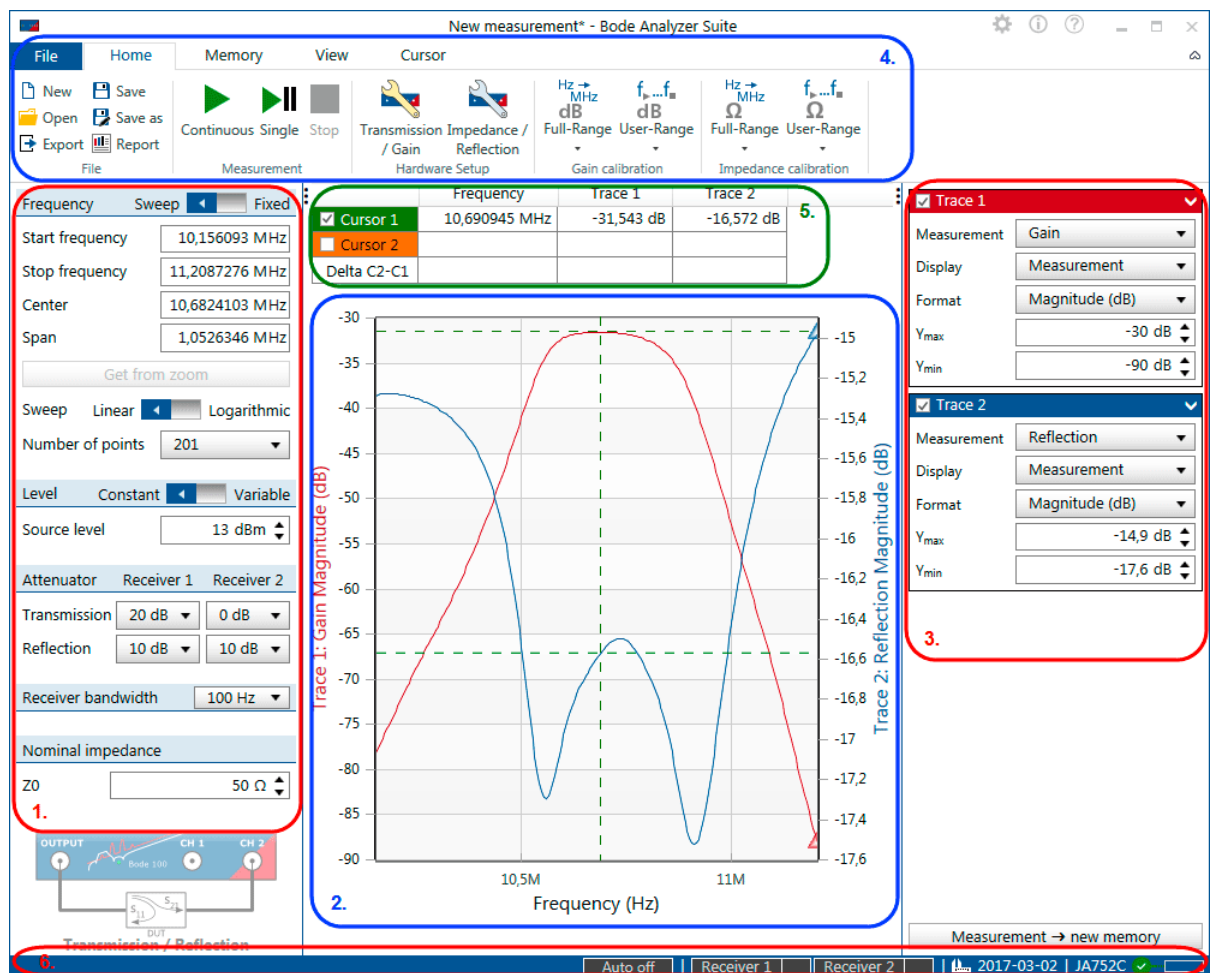 New measurement* - Bode Analyzer Suite
File Home Memory View Cursor 4.
New Save
Open Save as
Export Report
File
Continuous Single Stop
Measurement
Transmission / Gain
Impedance / Reflection
Hardware Setup
Hz → MHz dB f▶...f■ dB
Full-Range User-Range
Gain calibration
Hz → MHz Ω f▶...f■ Ω
Full-Range User-Range
Impedance calibration
Frequency Sweep Fixed
Start frequency 10,156093 MHz
Stop frequency 11,2087276 MHz
Center 10,6824103 MHz
Span 1,0526346 MHz
Get from zoom
Sweep Linear Logarithmic
Number of points 201
Level Constant Variable
Source level 13 dBm
Attenuator Receiver 1 Receiver 2
Transmission 20 dB 0 dB
Reflection 10 dB 10 dB
Receiver bandwidth 100 Hz
Nominal impedance
Z0 50 Ω
1.
OUTPUT CH 1 CH 2
Bode 100
S11 S21
DUT
Transmission / Reflection
Frequency Trace 1 Trace 2
Cursor 1 10,690945 MHz -31,543 dB -16,572 dB
Cursor 2
Delta C2-C1
5.
Trace 1: Gain Magnitude (dB)
-30
-35
-40
-45
-50
-55
-60
-65
-70
-75
-80
-85
-90
-15
-15,2
-15,4
-15,6
-15,8
-16
-16,2
-16,4
-16,6
-16,8
-17
-17,2
-17,4
-17,6
Trace 2: Reflection Magnitude (dB)
10,5M 11M
Frequency (Hz)
2.
Trace 1
Measurement Gain
Display Measurement
Format Magnitude (dB)
Ymax -30 dB
Ymin -90 dB
Trace 2
Measurement Reflection
Display Measurement
Format Magnitude (dB)
Ymax -14,9 dB
Ymin -17,6 dB
3.
Measurement → new memory
6.
Auto off | Receiver 1 Receiver 2 | 2017-03-02 | JA752C